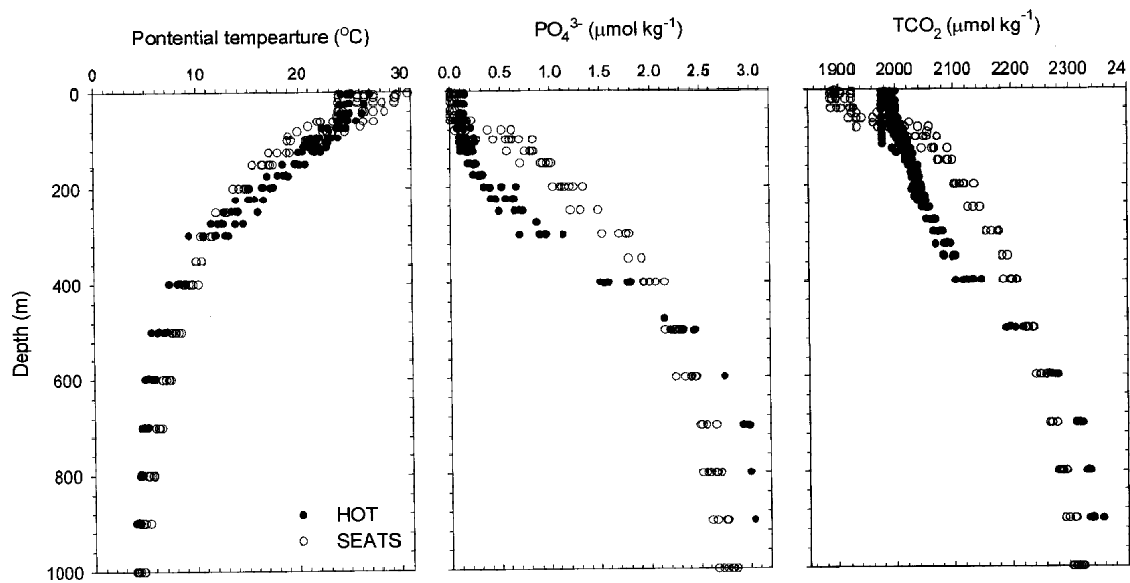 Pontential tempearture (°C)
0 10 20 30
PO₄³⁻ (μmol kg⁻¹)
0.0 0.5 1.0 1.5 2.0 2.5 3.0
TCO₂ (μmol kg⁻¹)
1900 2000 2100 2200 2300 24
Depth (m)
0
200
400
600
800
1000
HOT
SEATS